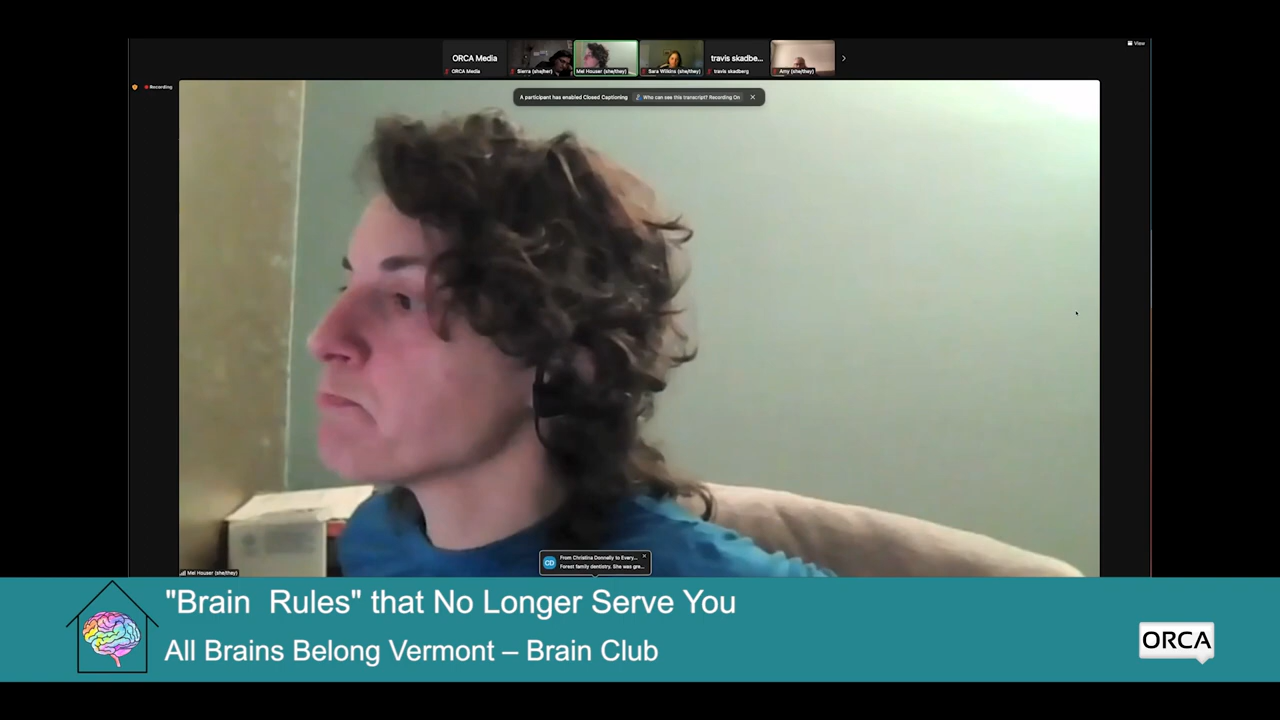 View
ORCA Media
travis skadbe...
ORCA Media
Sierra (she/her)
Mel Houser (she/they)
Sara Wilkins (she/they)
travis skadberg
Amy (she/they)
Recording
A participant has enabled Closed Captioning
Who can see this transcript? Recording On
CD
From Christina Donnelly to Every...
Forest family dentistry. She was gre...
Mel Houser (she/they)
"Brain Rules" that No Longer Serve You
All Brains Belong Vermont – Brain Club
ORCA